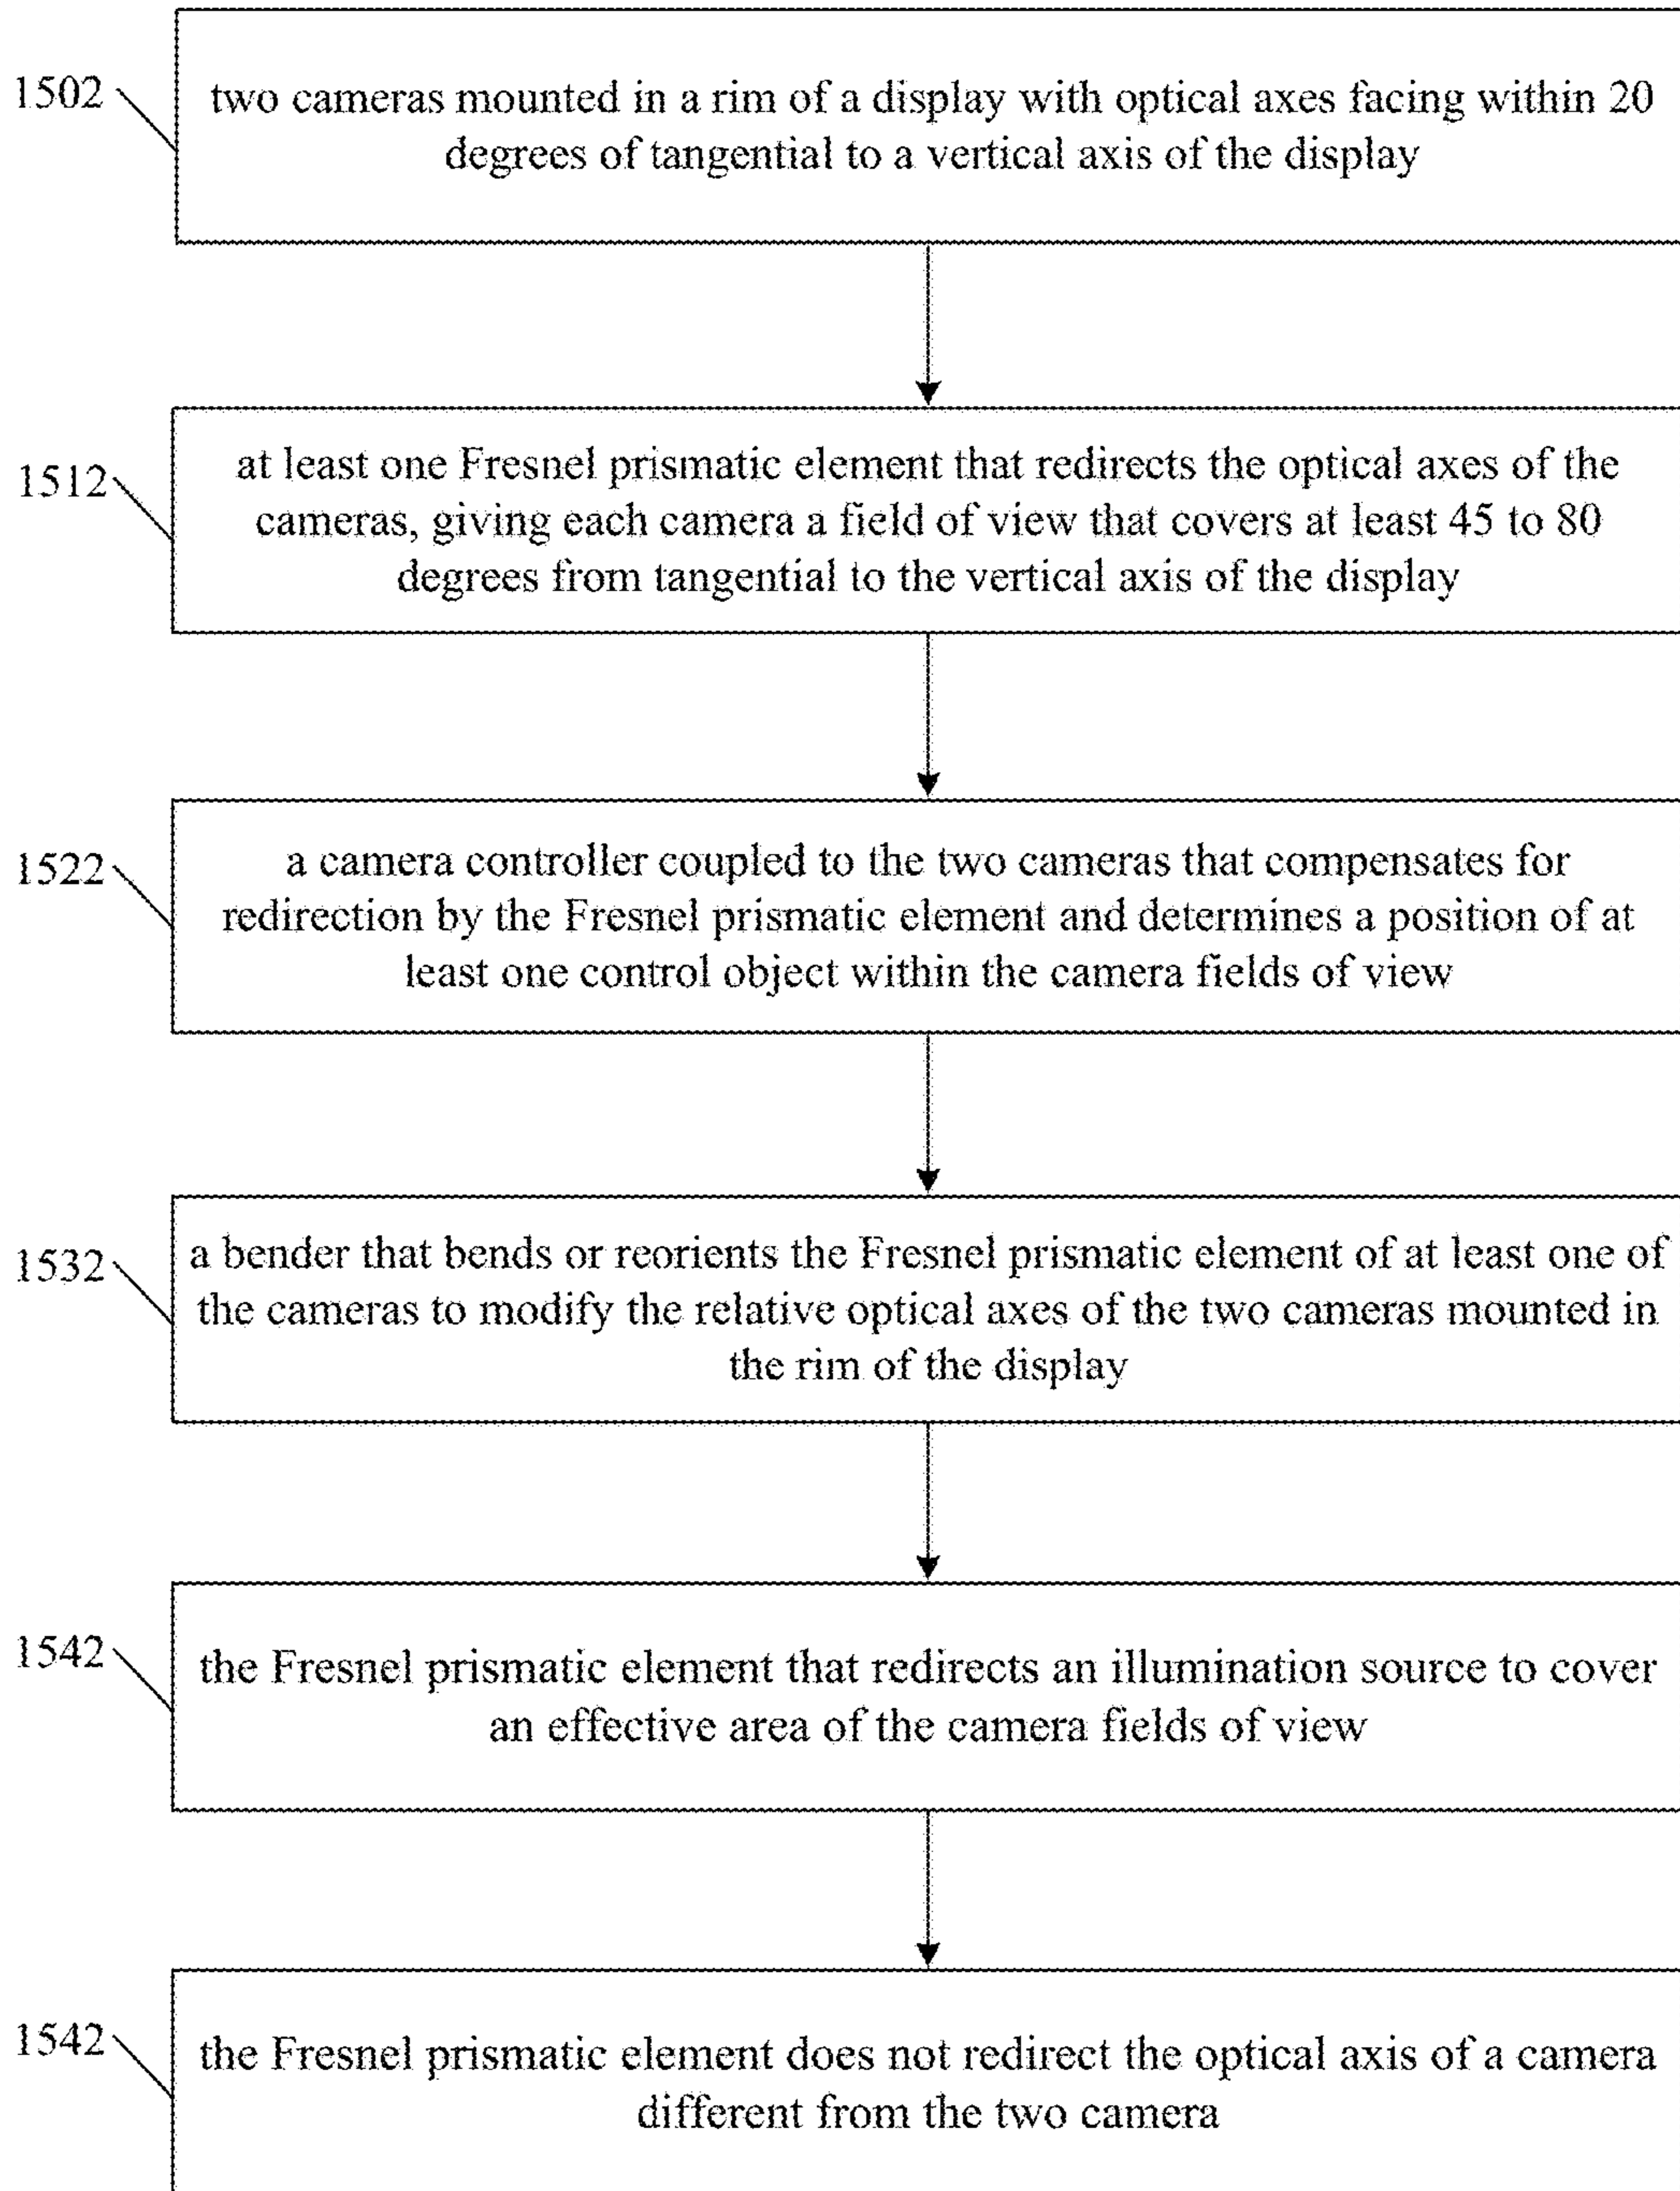 1502
two cameras mounted in a rim of a display with optical axes facing within 20
degrees of tangential to a vertical axis of the display
1512
at least one Fresnel prismatic element that redirects the optical axes of the
cameras, giving each camera a field of view that covers at least 45 to 80
degrees from tangential to the vertical axis of the display
1522
a camera controller coupled to the two cameras that compensates for
redirection by the Fresnel prismatic element and determines a position of at
least one control object within the camera fields of view
1532
a bender that bends or reorients the Fresnel prismatic element of at least one of
the cameras to modify the relative optical axes of the two cameras mounted in
the rim of the display
1542
the Fresnel prismatic element that redirects an illumination source to cover
an effective area of the camera fields of view
1542
the Fresnel prismatic element does not redirect the optical axis of a camera
different from the two camera